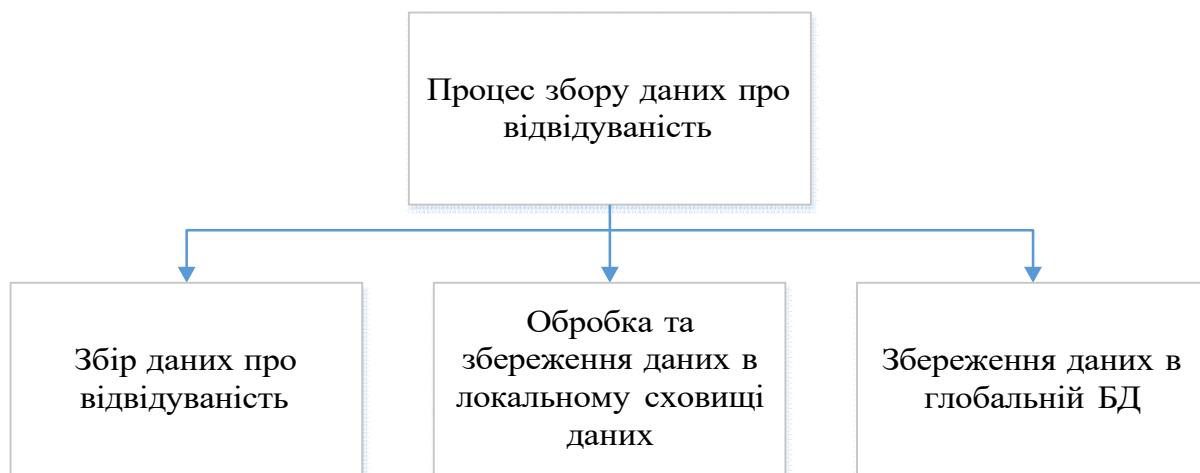 Процес збору даних про
відвідуваність
Збір даних про
відвідуваність
Обробка та
збереження даних в
локальному сховищі
даних
Збереження даних в
глобальній БД